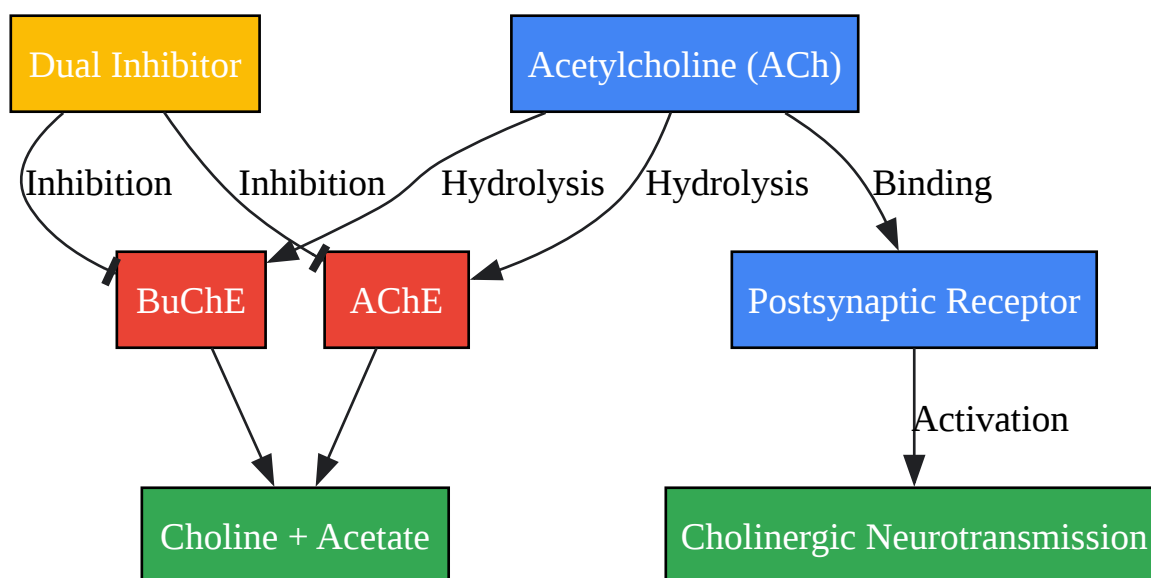 Dual Inhibitor
Acetylcholine (ACh)
Inhibition
Inhibition
Hydrolysis
Hydrolysis
Binding
BuChE
AChE
Postsynaptic Receptor
Activation
Choline + Acetate
Cholinergic Neurotransmission